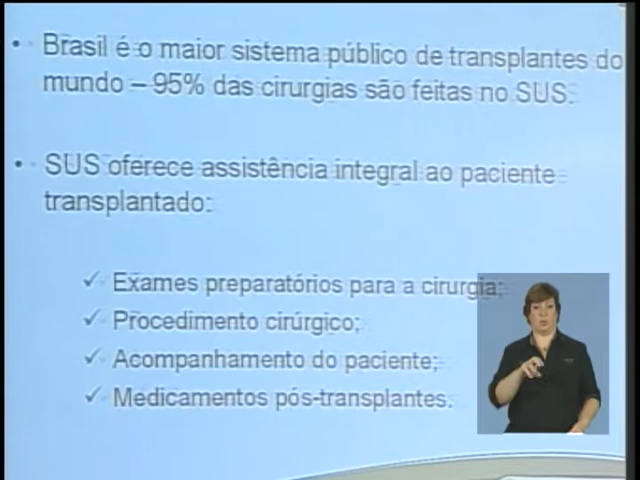 • Brasil é o maior sistema público de transplantes do
mundo – 95% das cirurgias são feitas no SUS.
• SUS oferece assistência integral ao paciente
transplantado:
✓ Exames preparatórios para a cirurgia;
✓ Procedimento cirúrgico;
✓ Acompanhamento do paciente;
✓ Medicamentos pós-transplantes.